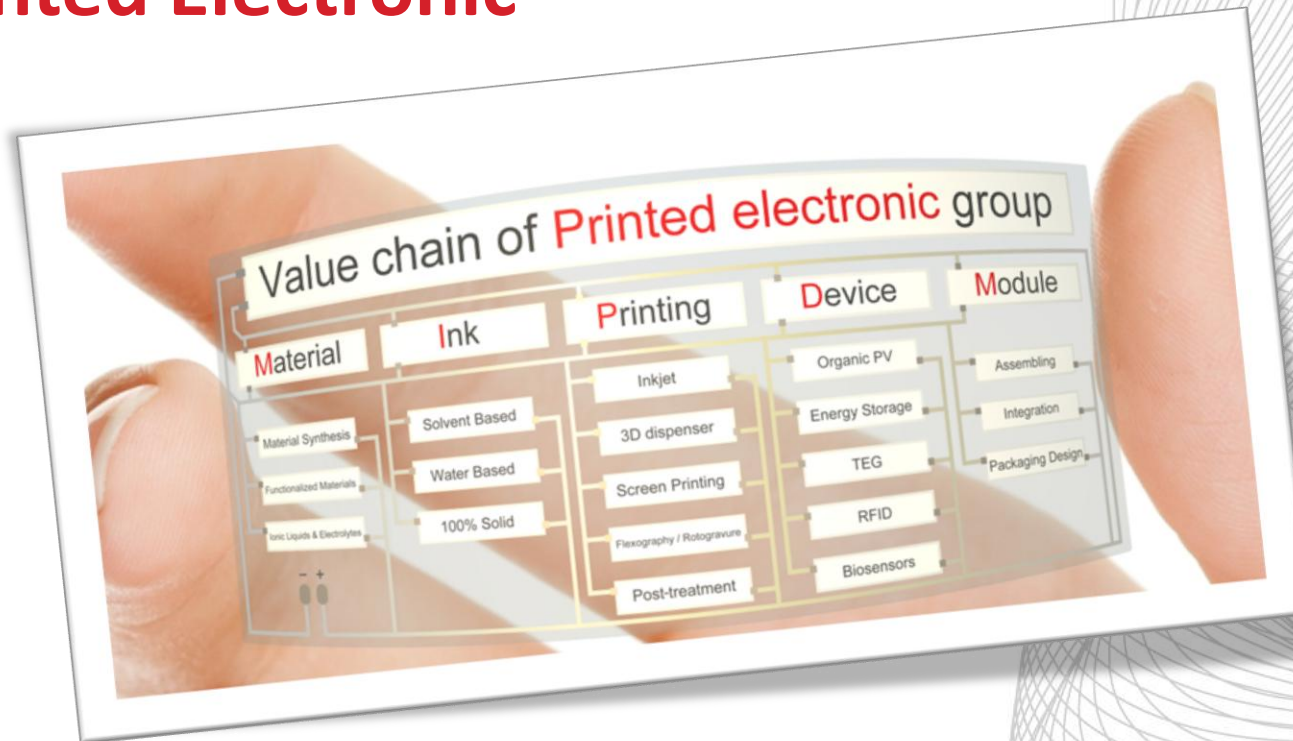 nted Electronic
Value chain of Printed electronic group
Material
Ink
Printing
Device
Module
Material Synthesis
Functionalized Materials
Ionic Liquids & Electrolytes
- +
Solvent Based
Water Based
100% Solid
Inkjet
3D dispenser
Screen Printing
Flexography / Rotogravure
Post-treatment
Organic PV
Energy Storage
TEG
RFID
Biosensors
Assembling
Integration
Packaging Design